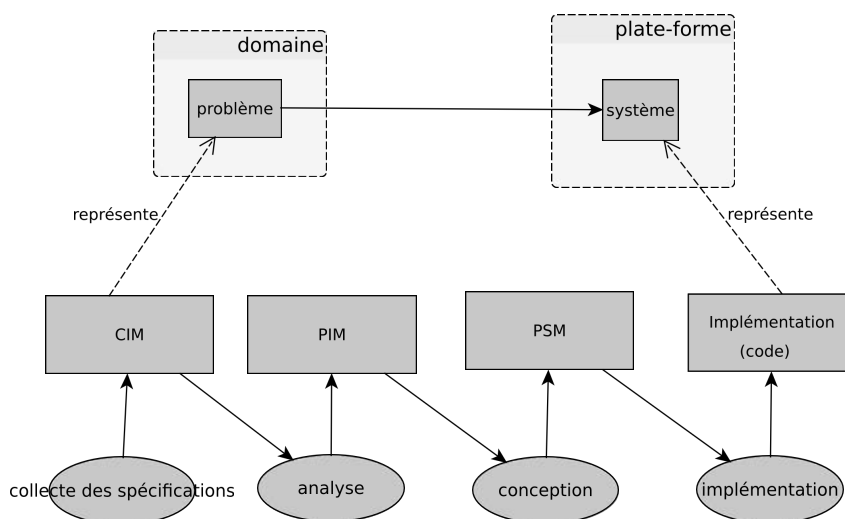 domaine
plate-forme
problème
système
représente
représente
CIM
PIM
PSM
Implémentation
(code)
collecte des spécifications
analyse
conception
implémentation